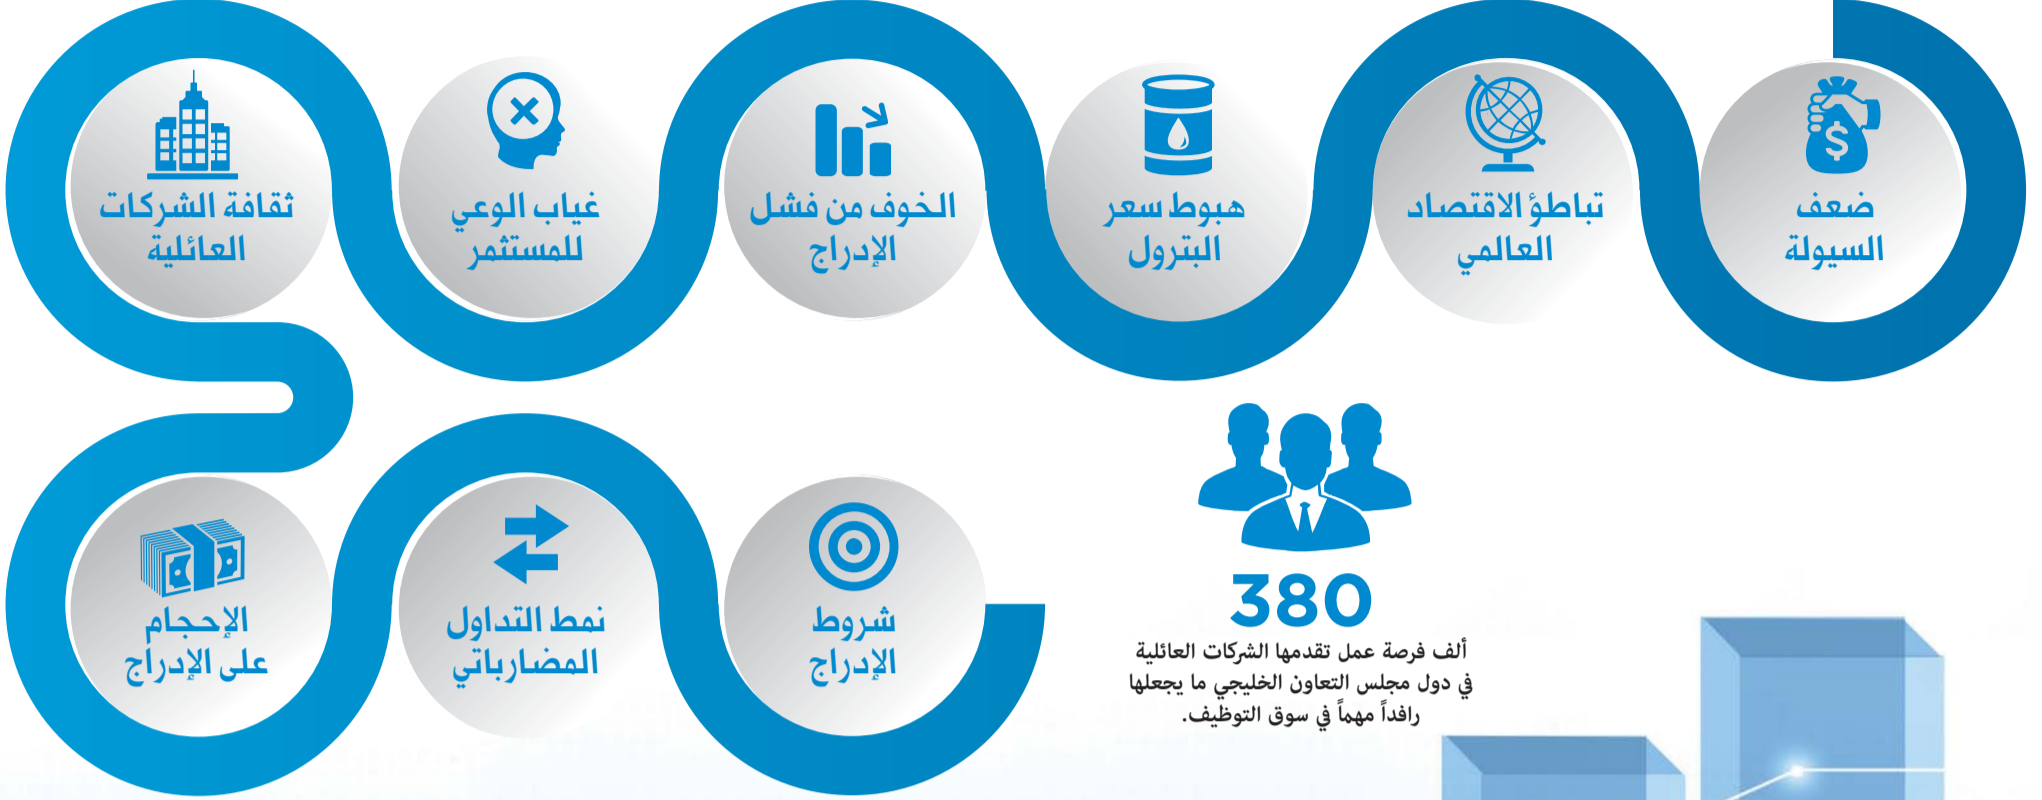 ضعف
السيولة
تباطؤ الاقتصاد
العالمي
هبوط سعر
البترول
الخوف من فشل
الإدراج
غياب الوعي
للمستثمر
ثقافة الشركات
العائلية
الإحجام
على الإدراج
نمط التداول
المضارباتي
شروط
الإدراج
380
ألف فرصة عمل تقدمها الشركات العائلية
في دول مجلس التعاون الخليجي ما يجعلها
رافداً مهماً في سوق التوظيف.